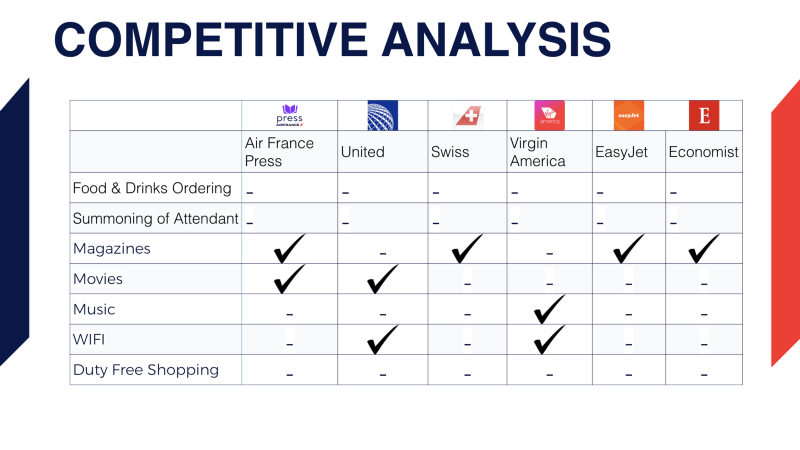 COMPETITIVE ANALYSIS
press
AIRFRANCE
america
easyJet
E
Air France
Press
United
Swiss
Virgin
America
EasyJet
Economist
Food & Drinks Ordering - - - - - -
Summoning of Attendant - - - - - -
Magazines ✔ - ✔ - ✔ ✔
Movies ✔ ✔ - - - -
Music - - - ✔ - -
WIFI - ✔ - ✔ - -
Duty Free Shopping - - - - - -